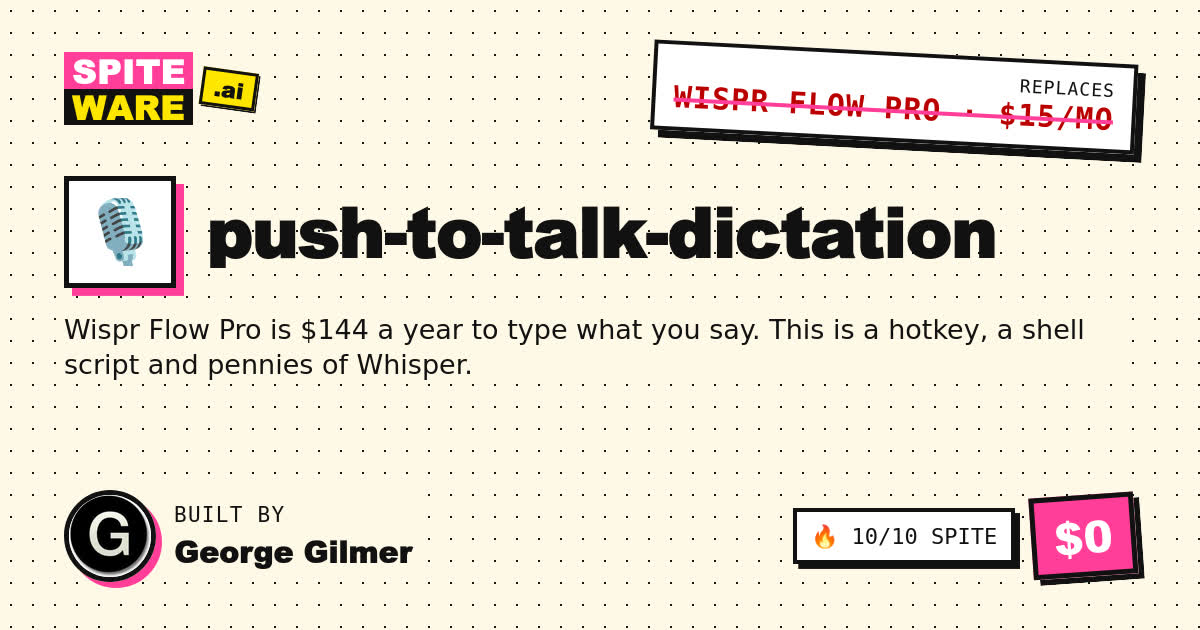 SPITE
WARE
.ai
REPLACES
WISPR FLOW PRO · $15/MO
push-to-talk-dictation
Wispr Flow Pro is $144 a year to type what you say. This is a hotkey, a shell
script and pennies of Whisper.
G
BUILT BY
George Gilmer
🔥 10/10 SPITE
$0